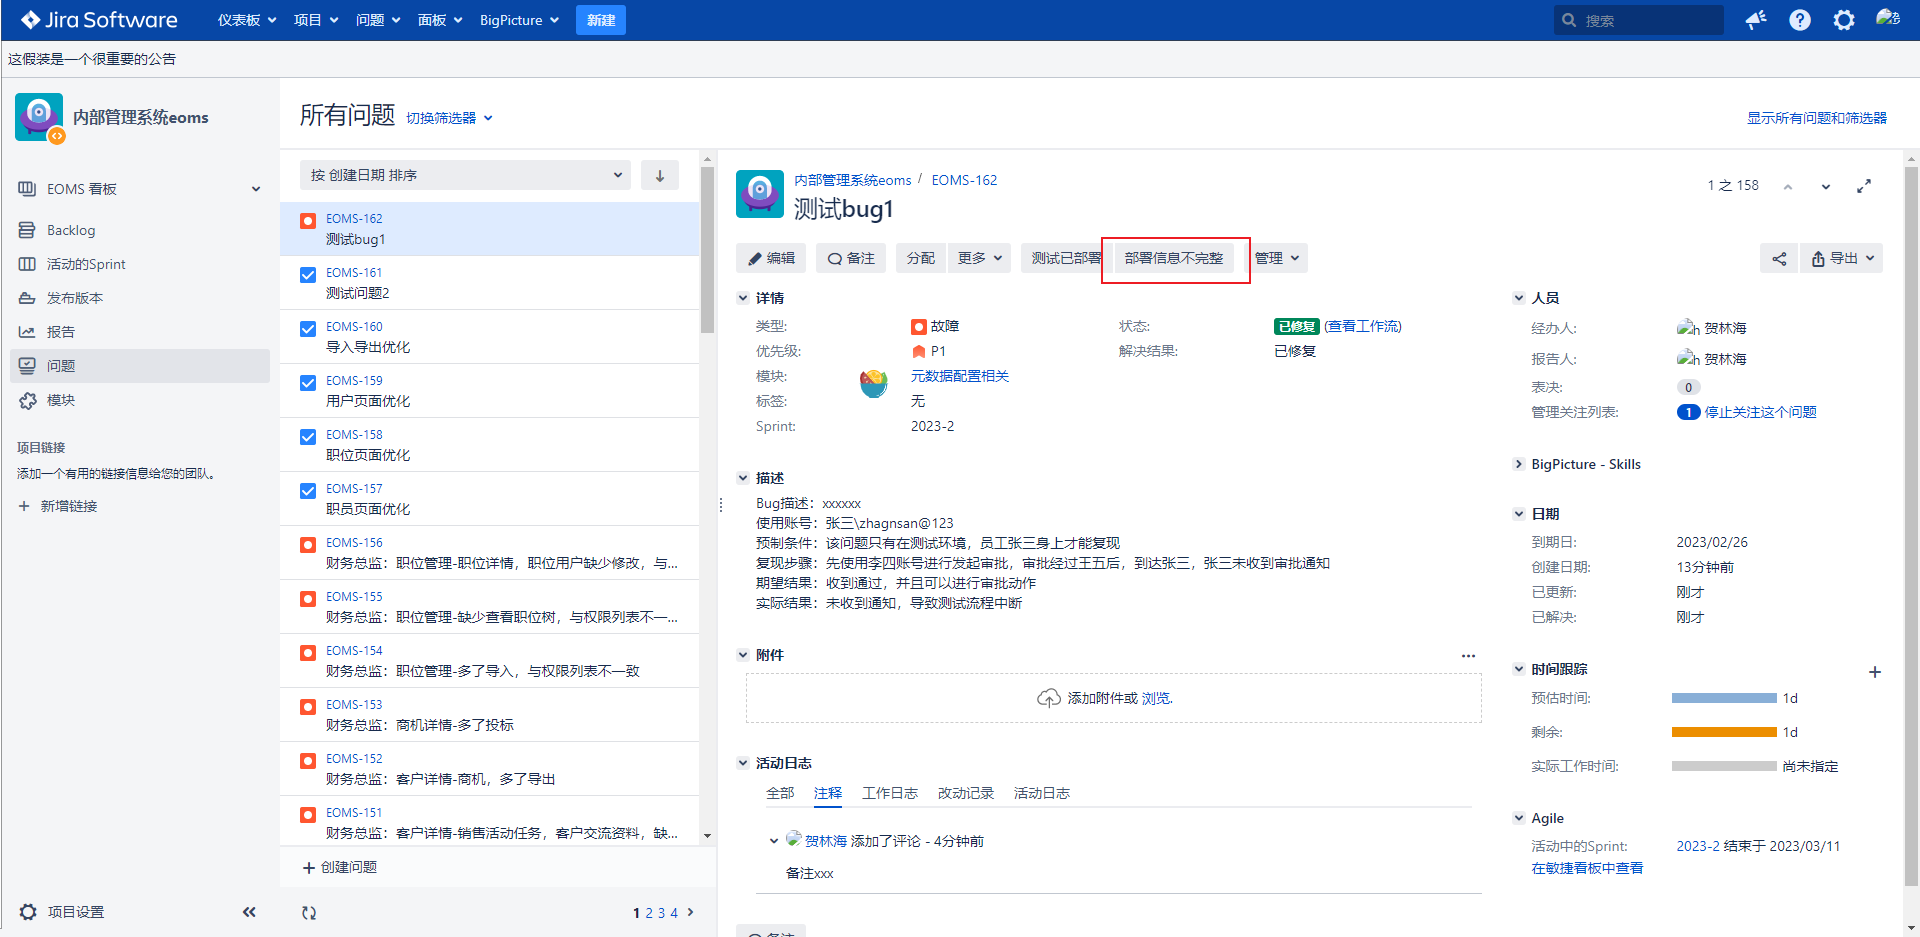 Jira Software 仪表板 项目 问题 面板 BigPicture 新建 搜索
这假装是一个很重要的公告
内部管理系统eoms
EOMS 看板
Backlog
活动的Sprint
发布版本
报告
问题
模块
项目链接
添加一个有用的链接信息给您的团队。
新增链接
项目设置
所有问题 切换筛选器
显示所有问题和筛选器
按 创建日期 排序
EOMS-162
测试bug1
EOMS-161
测试问题2
EOMS-160
导入导出优化
EOMS-159
用户页面优化
EOMS-158
职位页面优化
EOMS-157
职员页面优化
EOMS-156
财务总监：职位管理-职位详情，职位用户缺少修改，与...
EOMS-155
财务总监：职位管理-缺少查看职位树，与权限列表不一...
EOMS-154
财务总监：职位管理-多了导入，与权限列表不一致
EOMS-153
财务总监：商机详情-多了投标
EOMS-152
财务总监：客户详情-商机，多了导出
EOMS-151
财务总监：客户详情-销售活动任务，客户交流资料，缺...
创建问题
1 2 3 4
内部管理系统eoms / EOMS-162
测试bug1
1 之 158
编辑 备注 分配 更多 测试已部署 部署信息不完整 管理 导出
详情
类型: 故障
状态: 已修复 (查看工作流)
优先级: P1
解决结果: 已修复
模块: 元数据配置相关
标签: 无
Sprint: 2023-2
描述
Bug描述：xxxxxx
使用账号：张三\zhagnsan@123
预制条件：该问题只有在测试环境，员工张三身上才能复现
复现步骤：先使用李四账号进行发起审批，审批经过王五后，到达张三，张三未收到审批通知
期望结果：收到通过，并且可以进行审批动作
实际结果：未收到通知，导致测试流程中断
附件
添加附件或 浏览.
活动日志
全部 注释 工作日志 改动记录 活动日志
贺林海 添加了评论 - 4分钟前
备注xxx
人员
经办人: h 贺林海
报告人: h 贺林海
表决: 0
管理关注列表: 1 停止关注这个问题
BigPicture - Skills
日期
到期日: 2023/02/26
创建日期: 13分钟前
已更新: 刚才
已解决: 刚才
时间跟踪
预估时间: 1d
剩余: 1d
实际工作时间: 尚未指定
Agile
活动中的Sprint: 2023-2 结束于 2023/03/11
在敏捷看板中查看